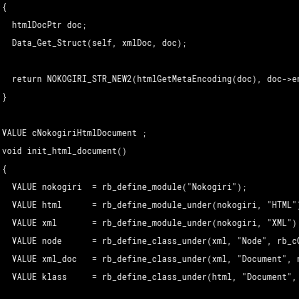 {
htmlDocPtr doc;
Data_Get_Struct(self, xmlDoc, doc);
return NOKOGIRI_STR_NEW2(htmlGetMetaEncoding(doc), doc->en
}
VALUE cNokogiriHtmlDocument ;
void init_html_document()
{
VALUE nokogiri = rb_define_module("Nokogiri");
VALUE html = rb_define_module_under(nokogiri, "HTML"
VALUE xml = rb_define_module_under(nokogiri, "XML")
VALUE node = rb_define_class_under(xml, "Node", rb_cO
VALUE xml_doc = rb_define_class_under(xml, "Document",
VALUE klass = rb_define_class_under(html, "Document",